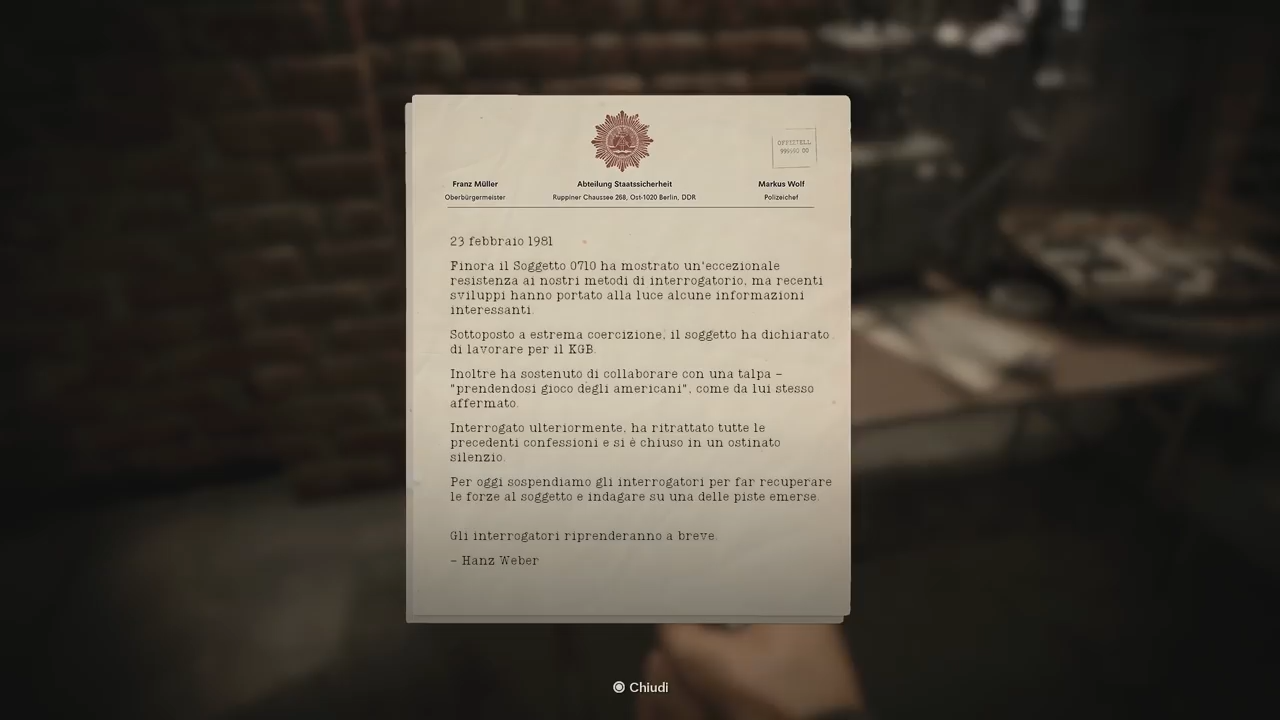 OFFIZIELL
Franz Müller
Abteilung Staatssicherheit
Markus Wolf
Oberbürgermeister
Ruppiner Chaussee 268, Ost-1020 Berlin, DDR
Polizeichef
23 febbraio 1981
Finora il Soggetto 0710 ha mostrato un'eccezionale
resistenza ai nostri metodi di interrogatorio, ma recenti
sviluppi hanno portato alla luce alcune informazioni
interessanti.
Sottoposto a estrema coercizione, il soggetto ha dichiarato
di lavorare per il KGB.
Inoltre ha sostenuto di collaborare con una talpa –
"prendendosi gioco degli americani", come da lui stesso
affermato.
Interrogato ulteriormente, ha ritrattato tutte le
precedenti confessioni e si è chiuso in un ostinato
silenzio.
Per oggi sospendiamo gli interrogatori per far recuperare
le forze al soggetto e indagare su una delle piste emerse.
Gli interrogatori riprenderanno a breve.
– Hanz Weber
Chiudi